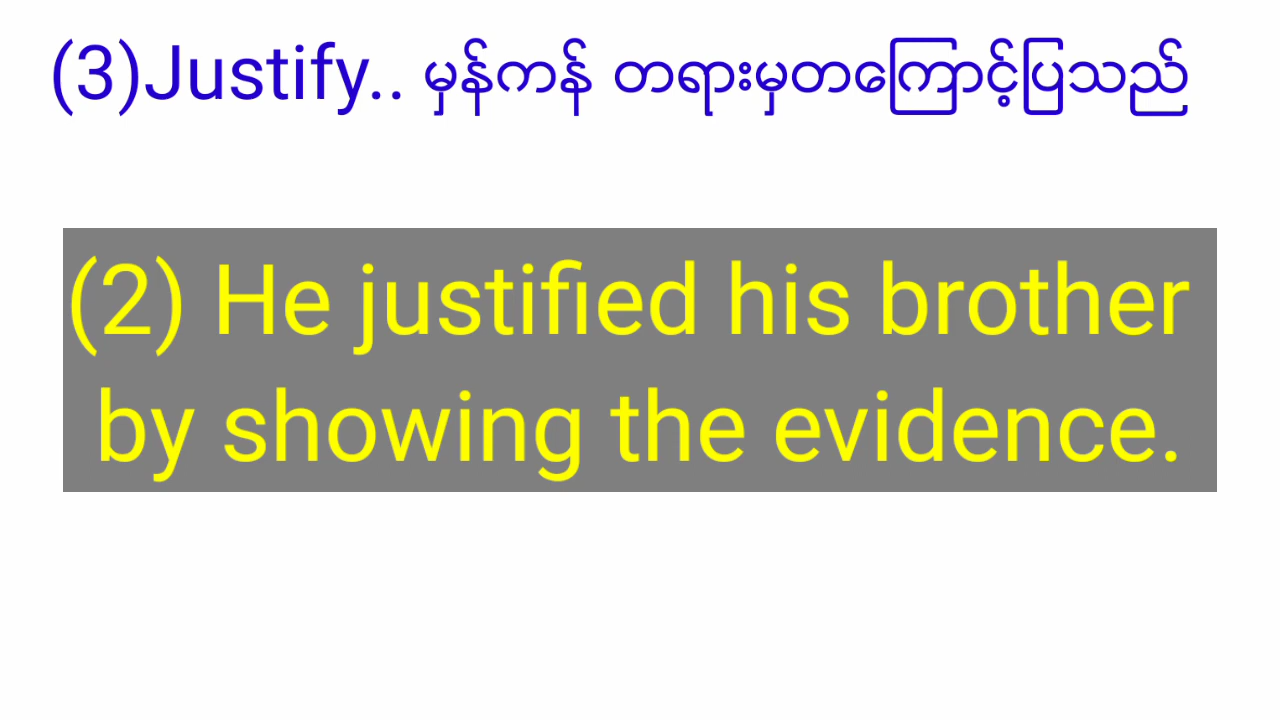 (3)Justify.. မှန်ကန် တရားမှတကြောင့်ပြသည်
(2) He justified his brother
by showing the evidence.